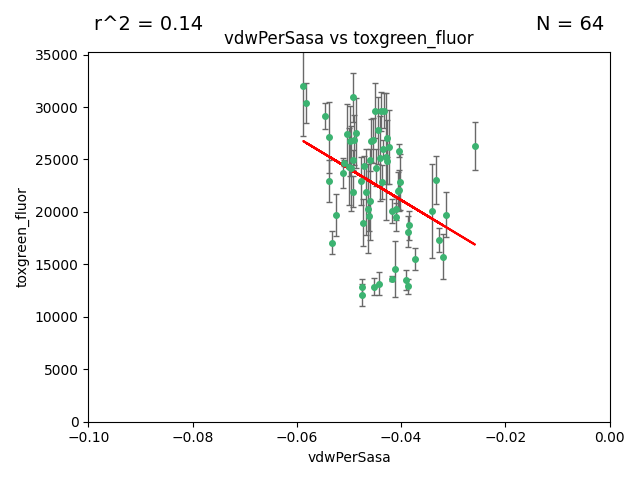 r^2 = 0.14
N = 64
vdwPerSasa vs toxgreen_fluor
35000
30000
25000
20000
15000
10000
5000
0
toxgreen_fluor
−0.10
−0.08
−0.06
−0.04
−0.02
0.00
vdwPerSasa